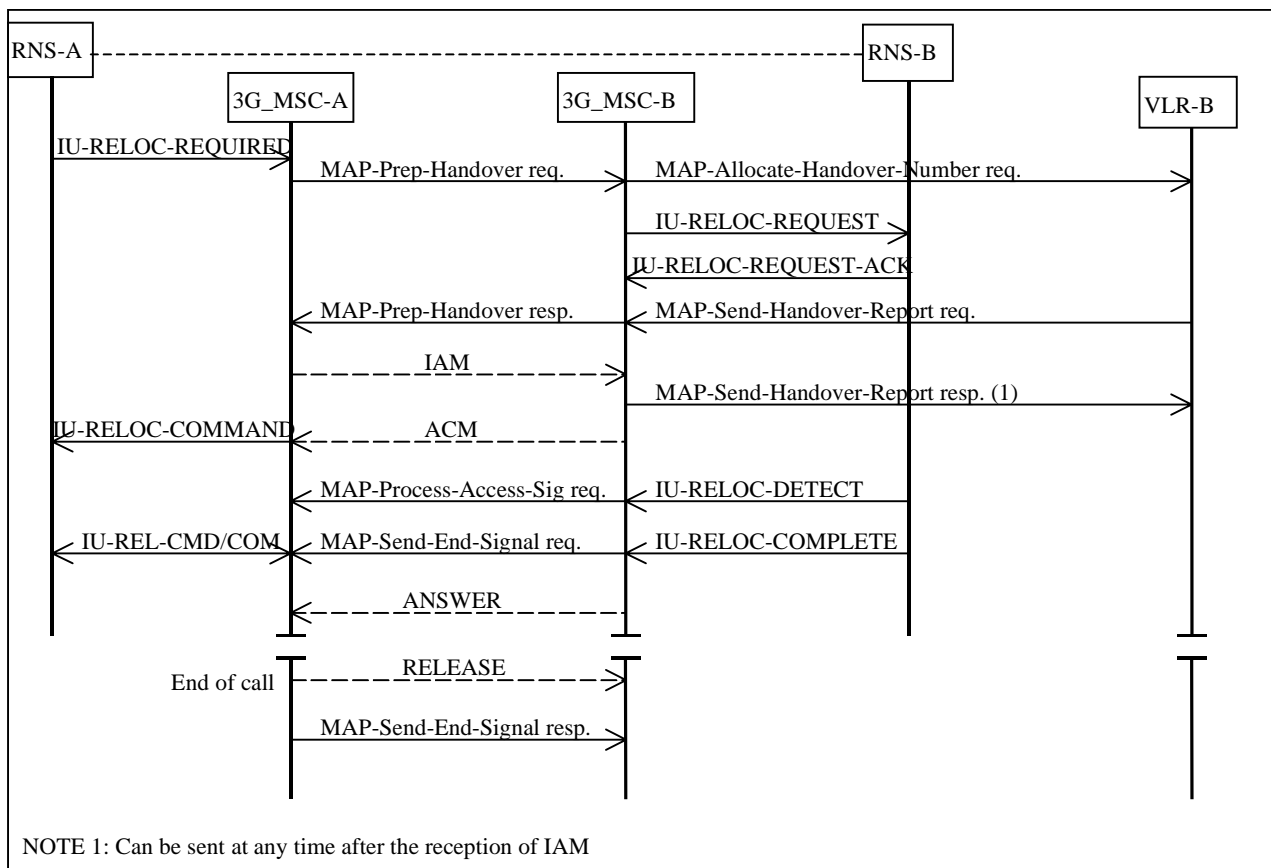 RNS-A
RNS-B
3G_MSC-A
3G_MSC-B
VLR-B
IU-RELOC-REQUIRED
MAP-Prep-Handover req.
MAP-Allocate-Handover-Number req.
IU-RELOC-REQUEST
IU-RELOC-REQUEST-ACK
MAP-Prep-Handover resp.
MAP-Send-Handover-Report req.
IAM
MAP-Send-Handover-Report resp. (1)
IU-RELOC-COMMAND
ACM
MAP-Process-Access-Sig req.
IU-RELOC-DETECT
IU-REL-CMD/COM
MAP-Send-End-Signal req.
IU-RELOC-COMPLETE
ANSWER
RELEASE
End of call
MAP-Send-End-Signal resp.
NOTE 1: Can be sent at any time after the reception of IAM